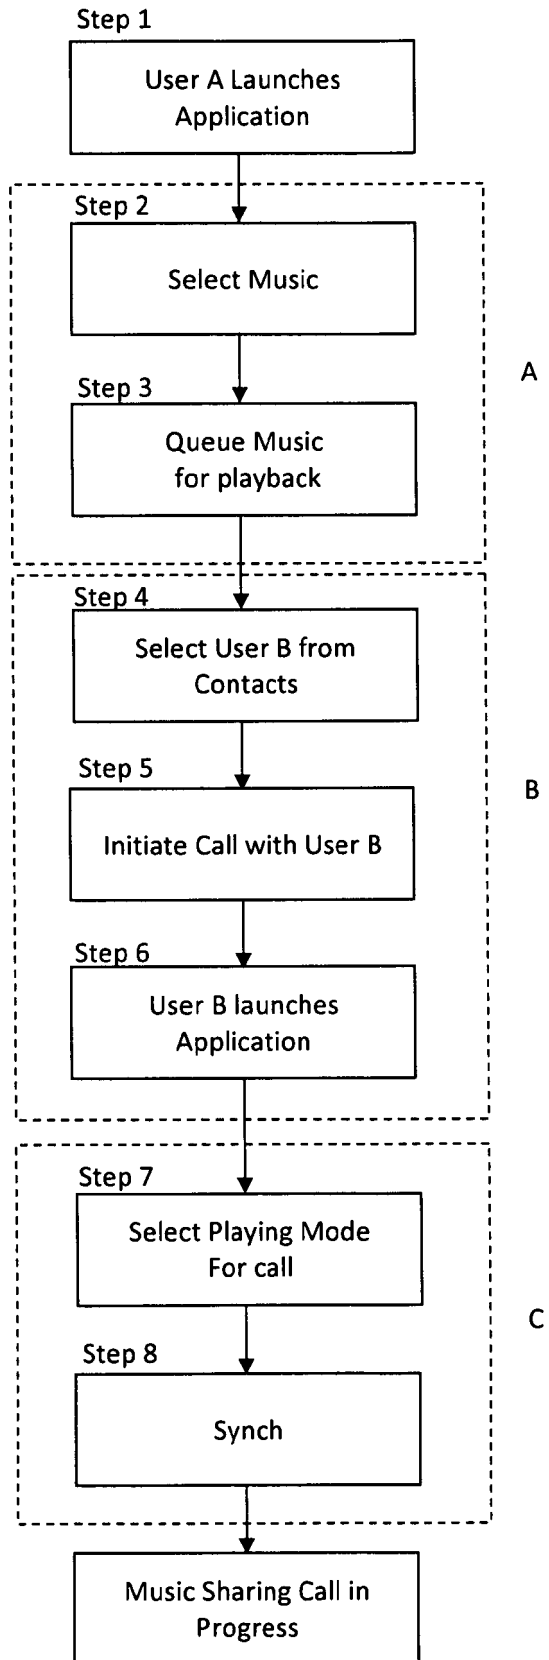 Step 1
User A Launches
Application
Step 2
Select Music
A
Step 3
Queue Music
for playback
Step 4
Select User B from
Contacts
Step 5
B
Initiate Call with User B
Step 6
User B launches
Application
Step 7
Select Playing Mode
For call
C
Step 8
Synch
Music Sharing Call in
Progress